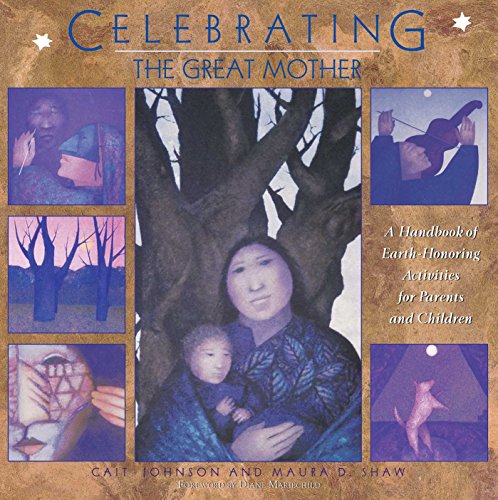 CELEBRATING
THE GREAT MOTHER
A Handbook of
Earth-Honoring
Activities
for Parents
and Children
CAIT JOHNSON AND MAURA D. SHAW
FOREWORD BY DIANE MARIECHILD